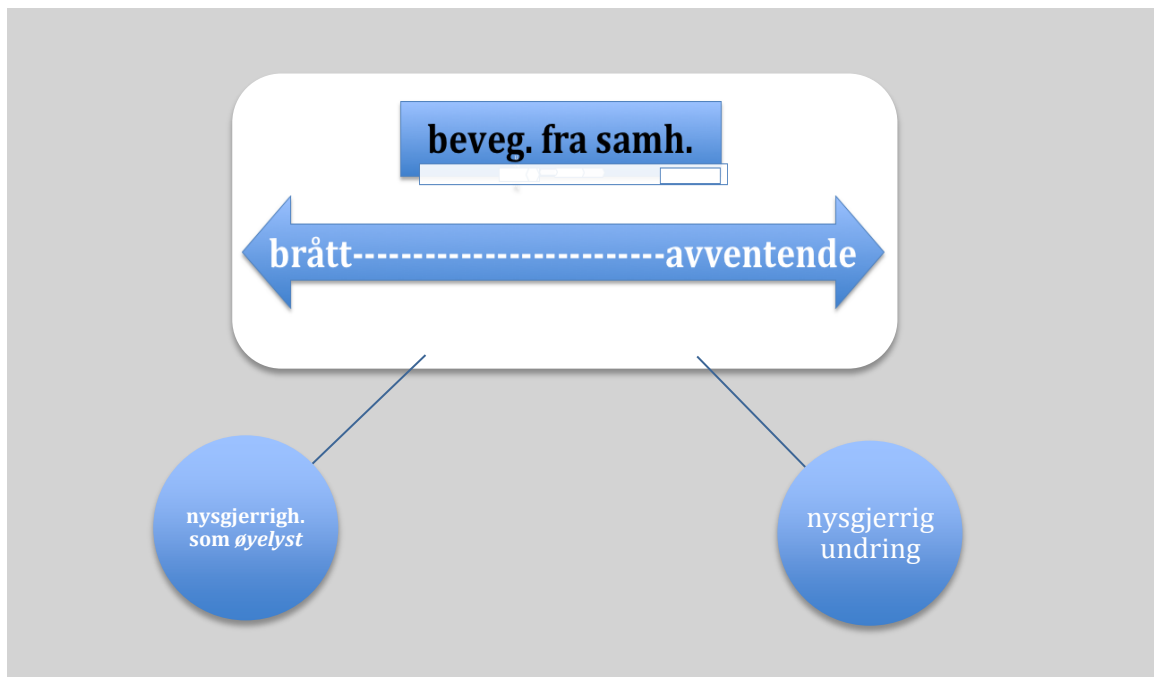 beveg. fra samh.
brått--------------------------avventende
nysgjerrigh.
som øyelyst
nysgjerrig
undring